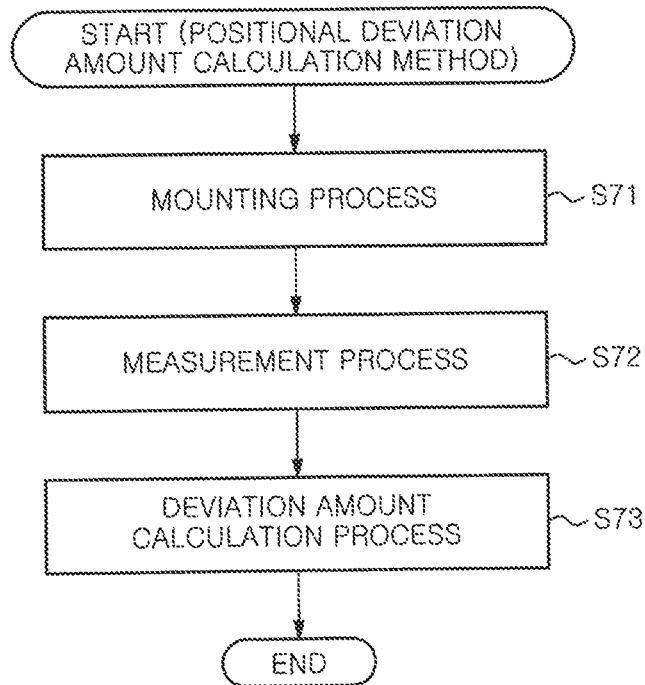 START (POSITIONAL DEVIATION
AMOUNT CALCULATION METHOD)
MOUNTING PROCESS
S71
MEASUREMENT PROCESS
S72
DEVIATION AMOUNT
CALCULATION PROCESS
S73
END